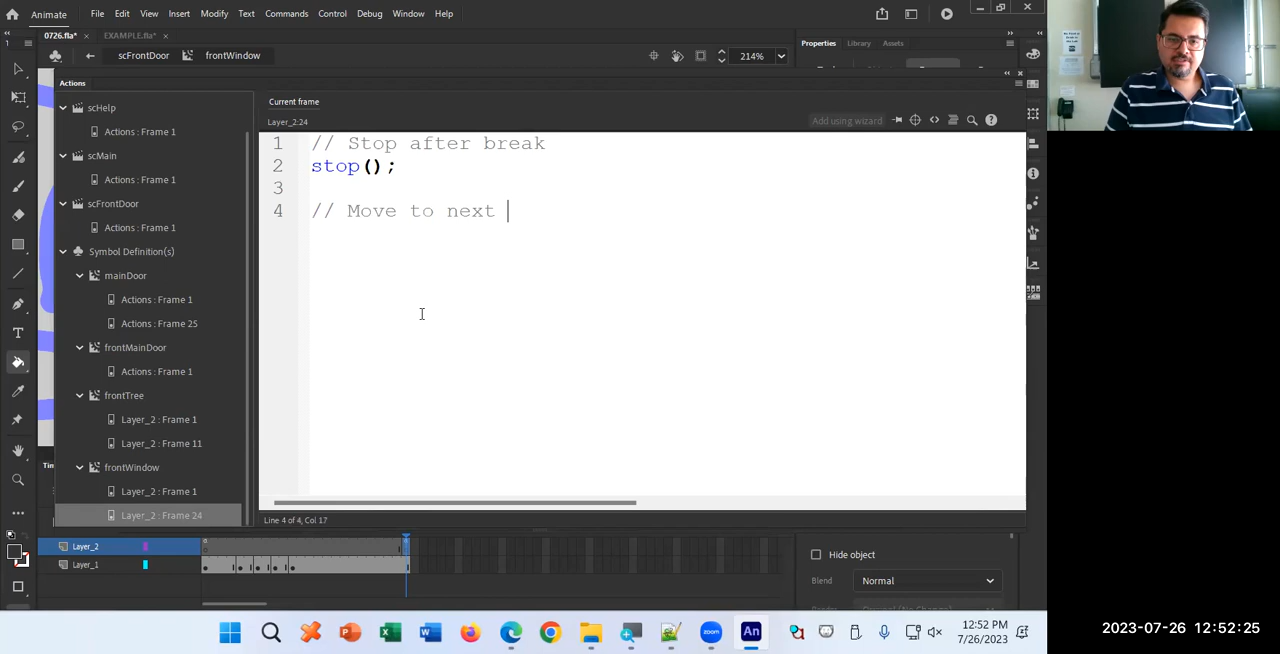 Animate
File Edit View Insert Modify Text Commands Control Debug Window Help
0726.fla* × EXAMPLE.fla* ×
scFrontDoor frontWindow 214%
Properties Library Assets
Actions
scHelp
Actions : Frame 1
scMain
Actions : Frame 1
scFrontDoor
Actions : Frame 1
Symbol Definition(s)
mainDoor
Actions : Frame 1
Actions : Frame 25
frontMainDoor
Actions : Frame 1
frontTree
Layer_2 : Frame 1
Layer_2 : Frame 11
frontWindow
Layer_2 : Frame 1
Layer_2 : Frame 24
Current frame
Layer_2:24
Add using wizard
1 // Stop after break
2 stop();
3
4 // Move to next
Line 4 of 4, Col 17
Layer_2
Layer_1
Hide object
Blend Normal
12:52 PM
7/26/2023
2023-07-26 12:52:25